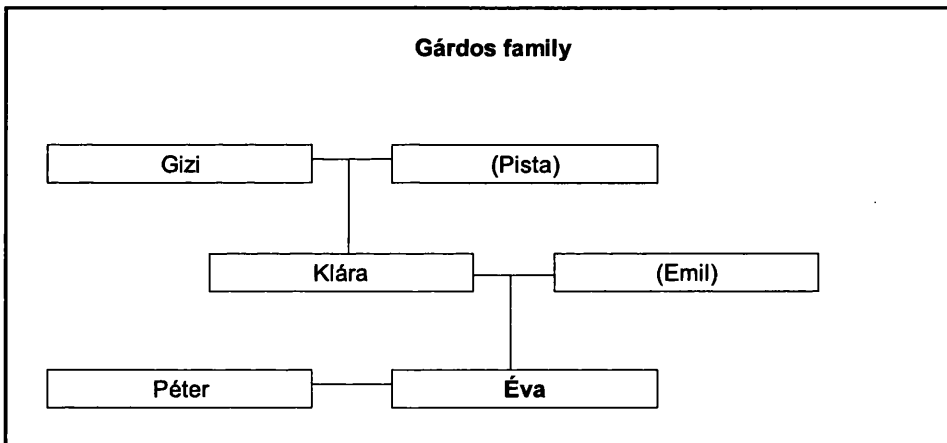 Gárdos family
Gizi
(Pista)
Klára
(Emil)
Péter
Éva